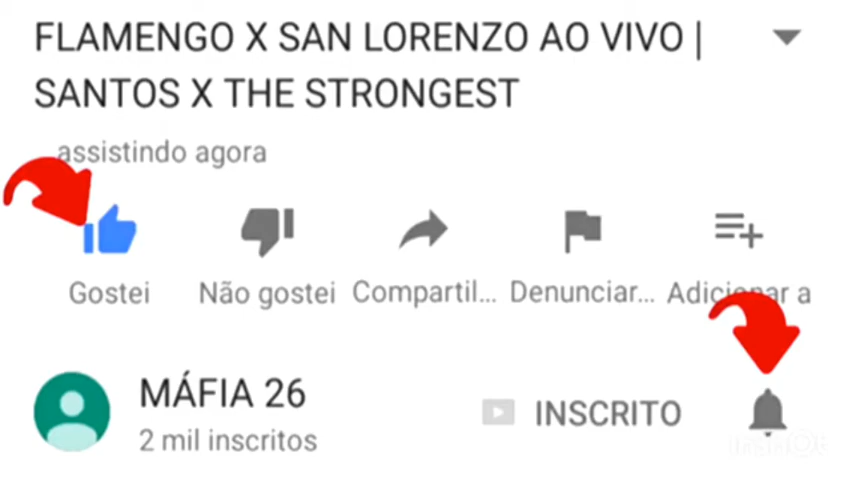 FLAMENGO X SAN LORENZO AO VIVO |
SANTOS X THE STRONGEST
assistindo agora
Gostei Não gostei Compartil... Denunciar... Adicionar a
MÁFIA 26
INSCRITO
2 mil inscritos